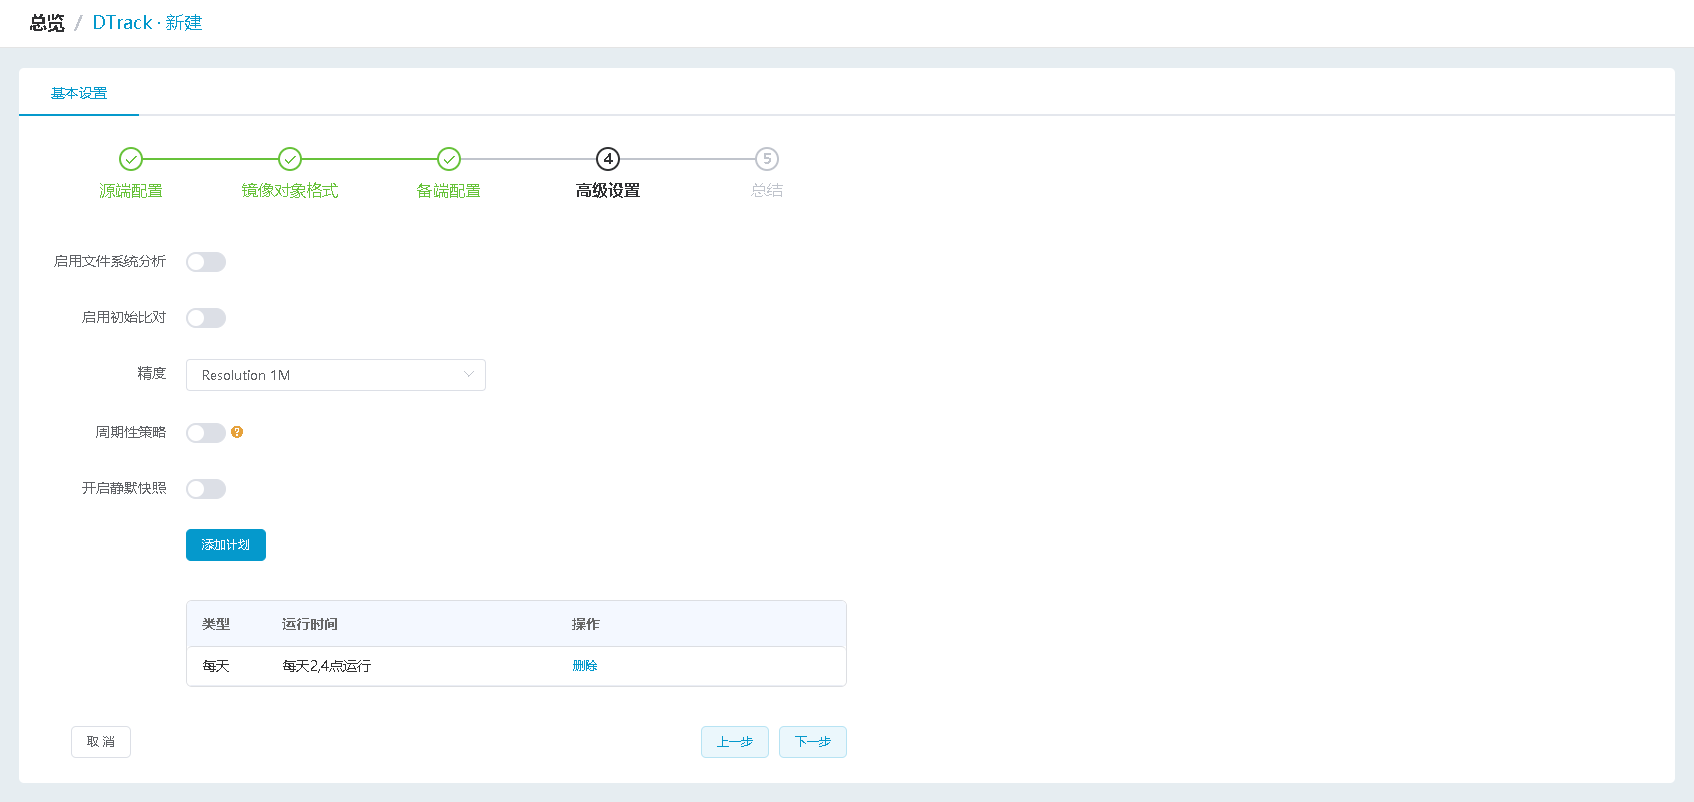 总览 / DTrack · 新建
基本设置
4 5
源端配置 镜像对象格式 备端配置 高级设置 总结
启用文件系统分析
启用初始比对
精度 Resolution 1M
周期性策略 ?
开启静默快照
添加计划
类型 运行时间 操作
每天 每天2,4点运行 删除
取 消 上一步 下一步